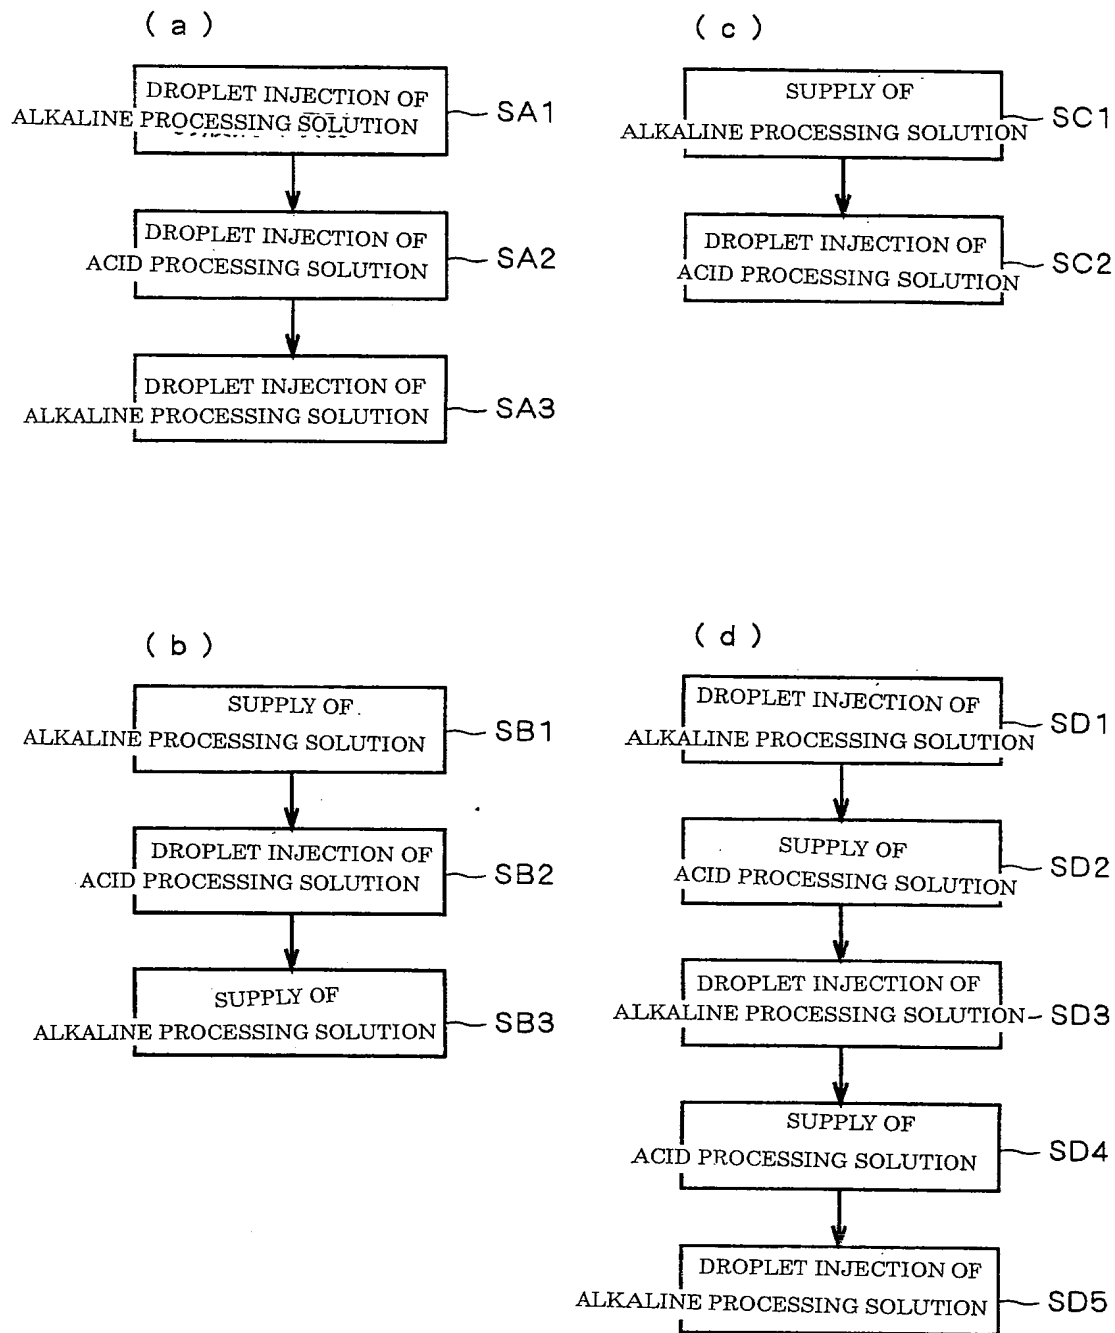 ( a )
DROPLET INJECTION OF
ALKALINE PROCESSING SOLUTION
SA1
DROPLET INJECTION OF
ACID PROCESSING SOLUTION
SA2
DROPLET INJECTION OF
ALKALINE PROCESSING SOLUTION
SA3
( c )
SUPPLY OF
ALKALINE PROCESSING SOLUTION
SC1
DROPLET INJECTION OF
ACID PROCESSING SOLUTION
SC2
( b )
SUPPLY OF
ALKALINE PROCESSING SOLUTION
SB1
DROPLET INJECTION OF
ACID PROCESSING SOLUTION
SB2
SUPPLY OF
ALKALINE PROCESSING SOLUTION
SB3
( d )
DROPLET INJECTION OF
ALKALINE PROCESSING SOLUTION
SD1
SUPPLY OF
ACID PROCESSING SOLUTION
SD2
DROPLET INJECTION OF
ALKALINE PROCESSING SOLUTION
SD3
SUPPLY OF
ACID PROCESSING SOLUTION
SD4
DROPLET INJECTION OF
ALKALINE PROCESSING SOLUTION
SD5